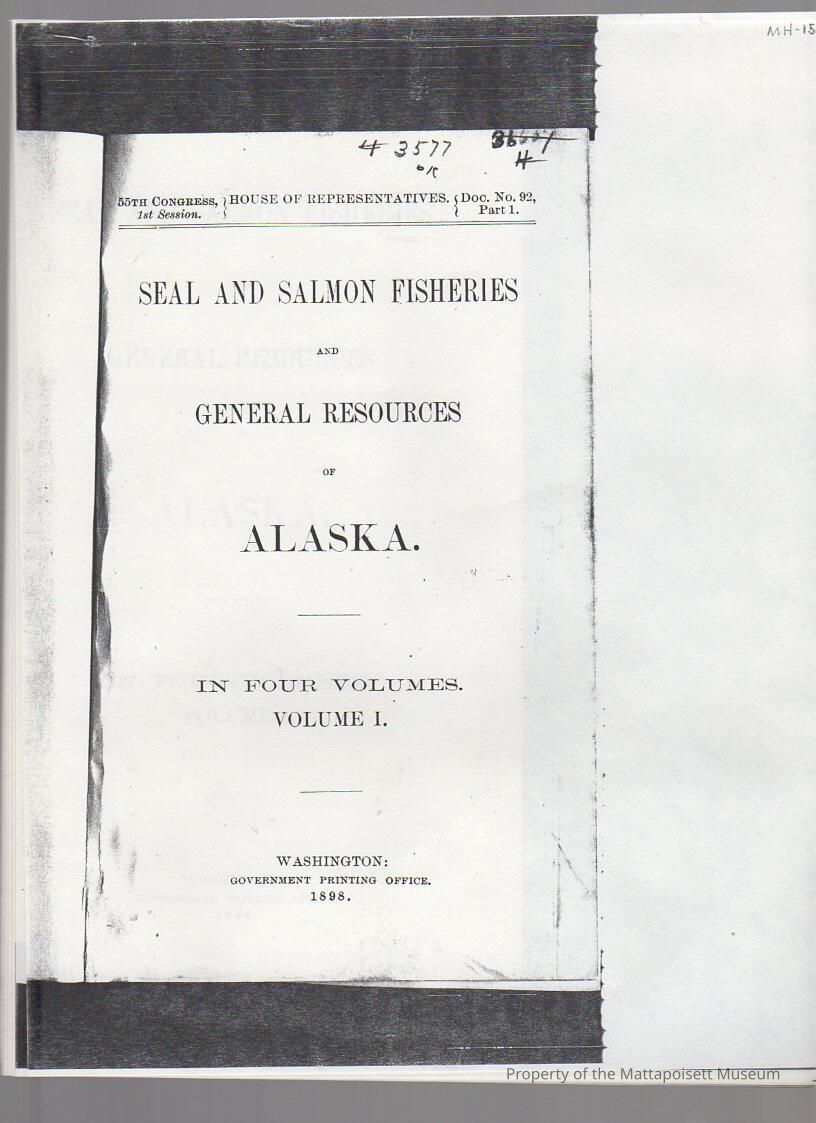 MH-15
# 3577
OK
55TH CONGRESS, } HOUSE OF REPRESENTATIVES. { DOC. NO. 92,
1st Session. } { Part 1.
SEAL AND SALMON FISHERIES
AND
GENERAL RESOURCES
OF
ALASKA.
IN FOUR VOLUMES.
VOLUME I.
WASHINGTON:
GOVERNMENT PRINTING OFFICE.
1898.
Property of the Mattapoisett Museum